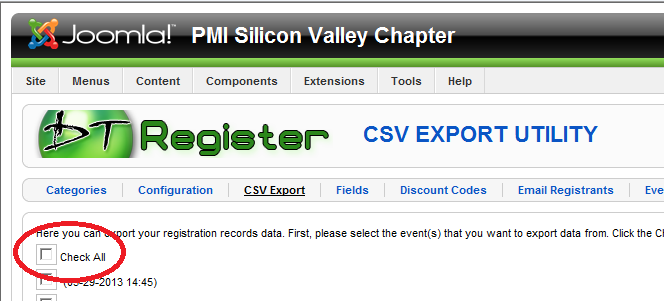 Joomla! PMI Silicon Valley Chapter
Site Menus Content Components Extensions Tools Help
DT Register CSV EXPORT UTILITY
Categories Configuration CSV Export Fields Discount Codes Email Registrants Eve
Here you can export your registration records data. First, please select the event(s) that you want to export data from. Click the Ch
Check All
(05-29-2013 14:45)